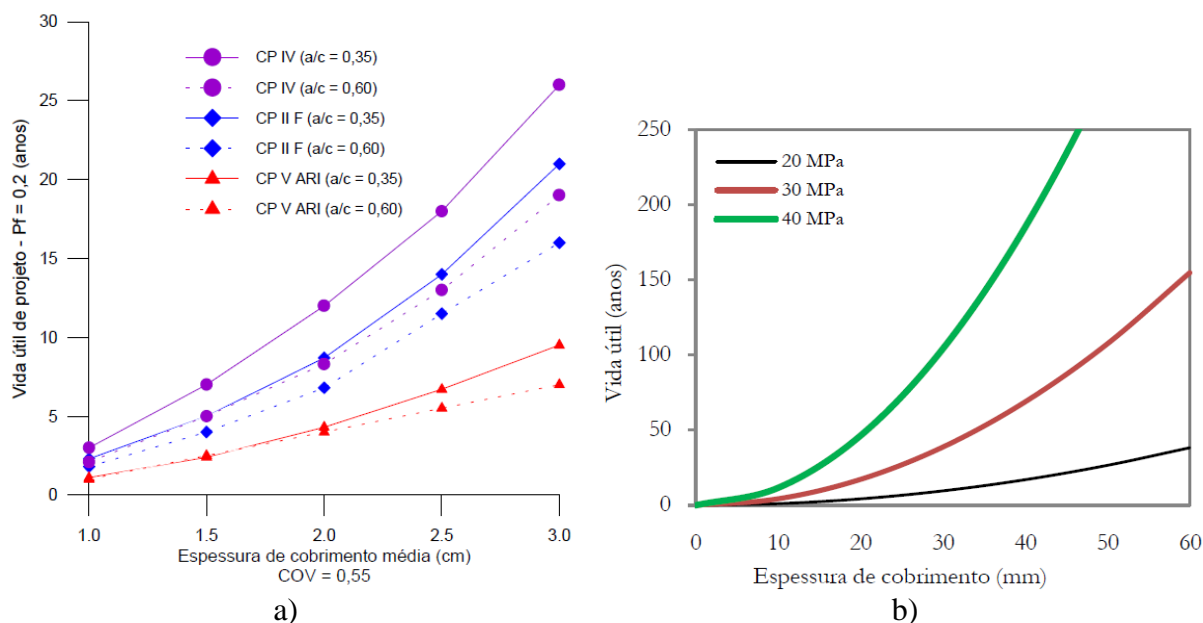 Vida útil de projeto - Pf = 0,2 (anos)
30
25
20
15
10
5
0
CP IV (a/c = 0,35)
CP IV (a/c = 0,60)
CP II F (a/c = 0,35)
CP II F (a/c = 0,60)
CP V ARI (a/c = 0,35)
CP V ARI (a/c = 0,60)
1.0 1.5 2.0 2.5 3.0
Espessura de cobrimento média (cm)
COV = 0,55
a)
Vida útil (anos)
250
200
150
100
50
0
20 MPa
30 MPa
40 MPa
0 10 20 30 40 50 60
Espessura de cobrimento (mm)
b)